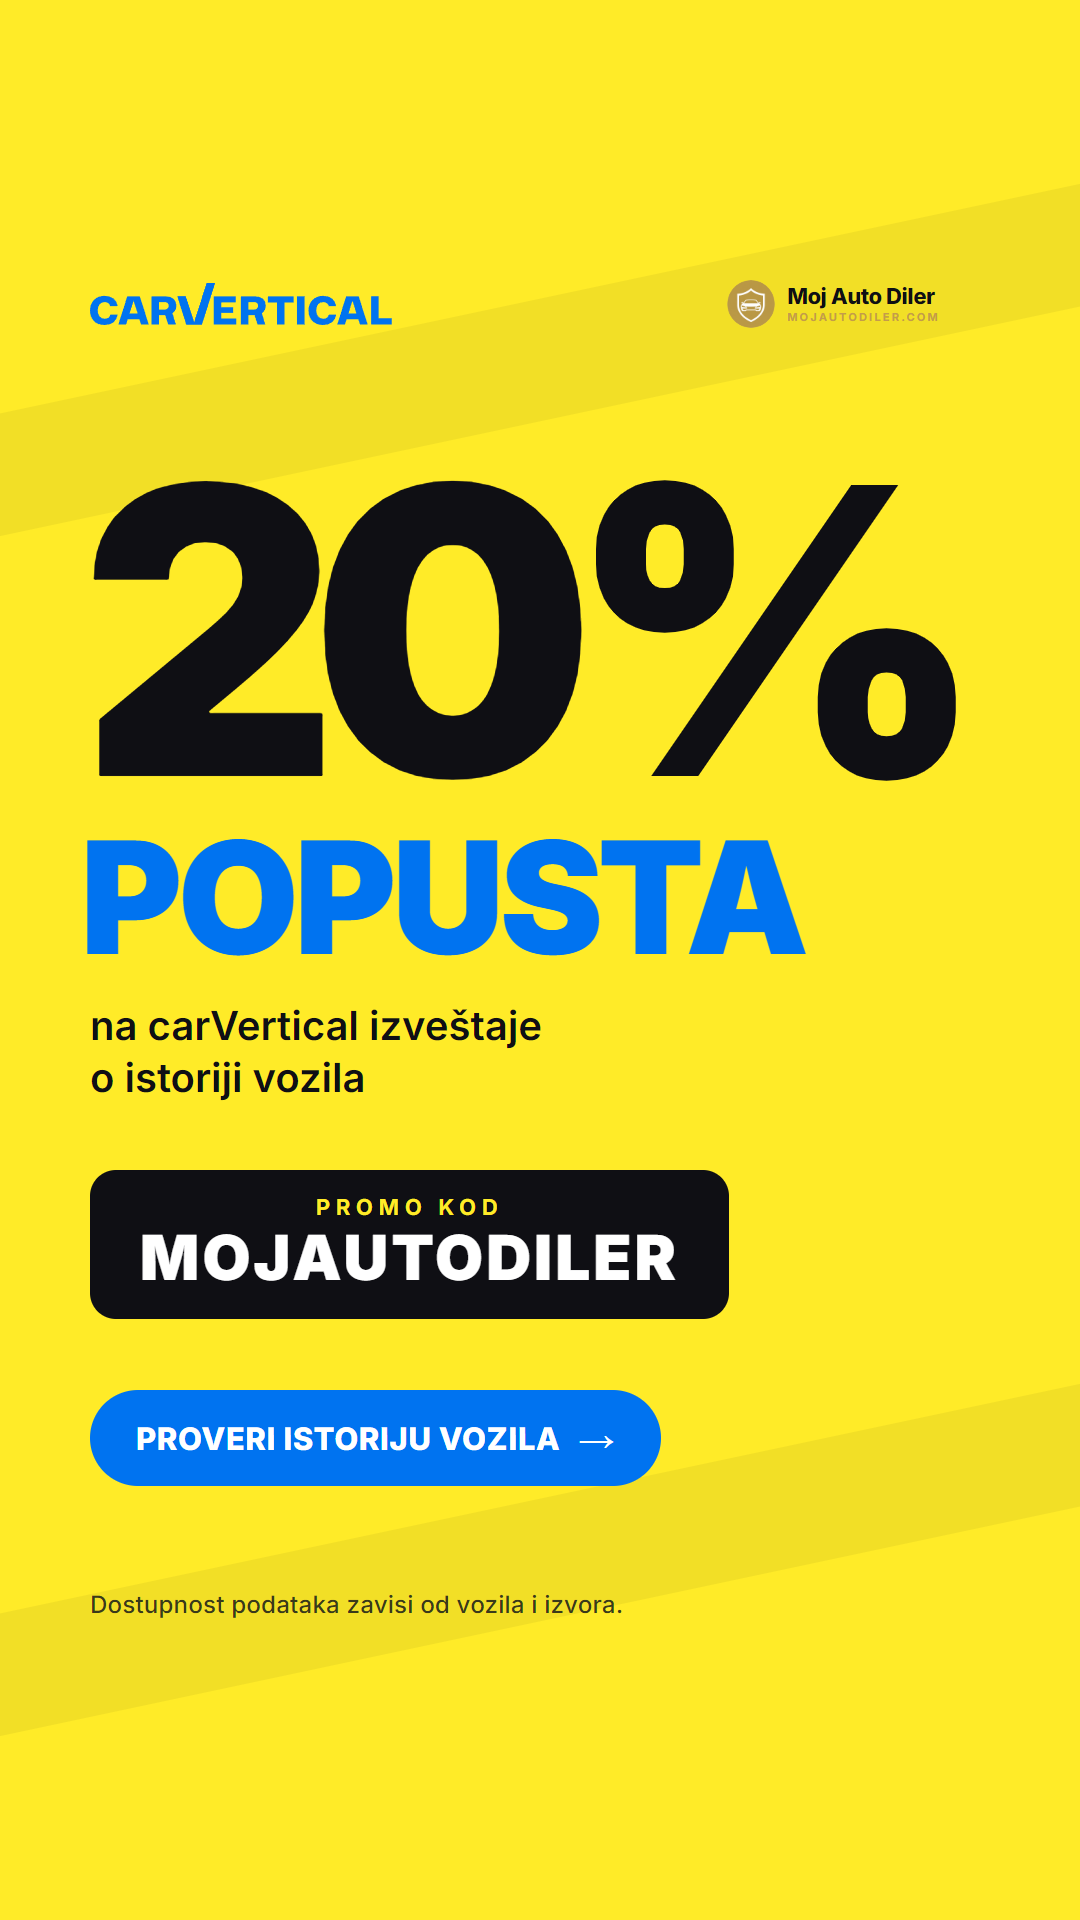 CARVERTICAL
Moj Auto Diler
MOJAUTODILER.COM
20%
POPUSTA
na carVertical izveštaje
o istoriji vozila
PROMO KOD
MOJAUTODILER
PROVERI ISTORIJU VOZILA →
Dostupnost podataka zavisi od vozila i izvora.